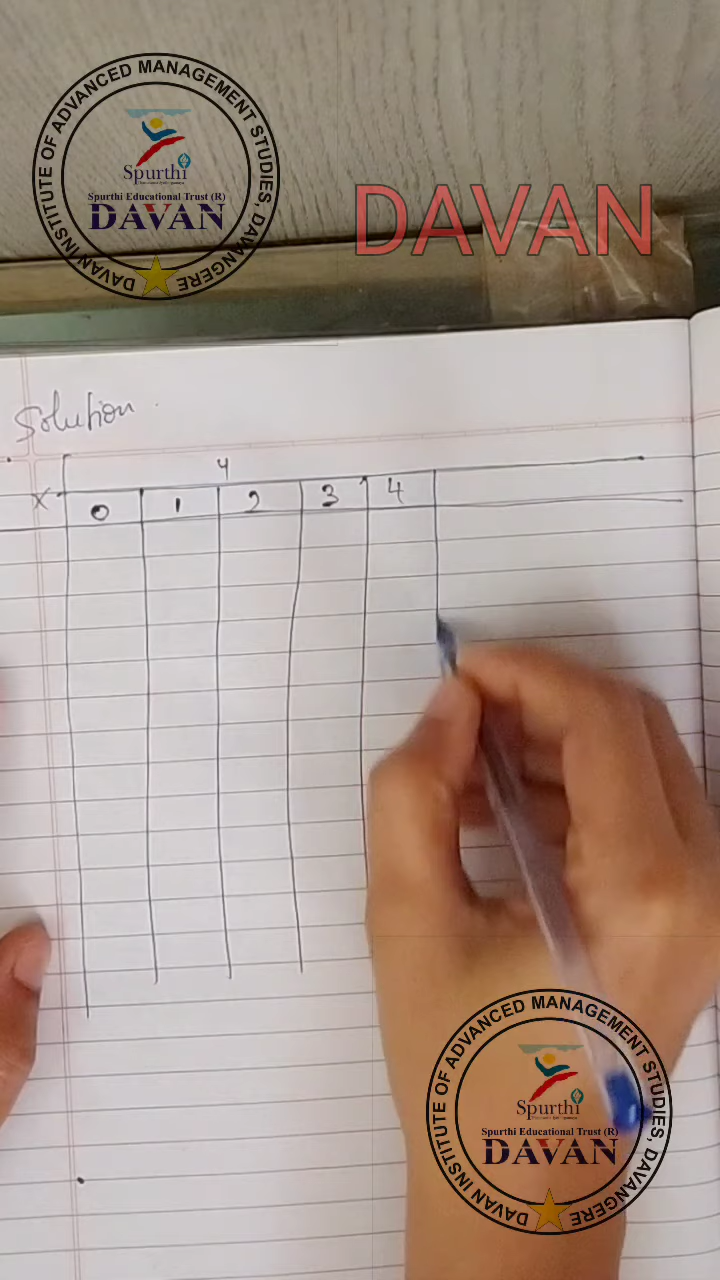 DAVAN INSTITUTE OF ADVANCED MANAGEMENT STUDIES, DAVANGERE
Spurthi
Spurthi Educational Trust (R)
DAVAN
DAVAN
Solution
y
X 0 1 2 3 4
DAVAN INSTITUTE OF ADVANCED MANAGEMENT STUDIES, DAVANGERE
Spurthi
Spurthi Educational Trust (R)
DAVAN